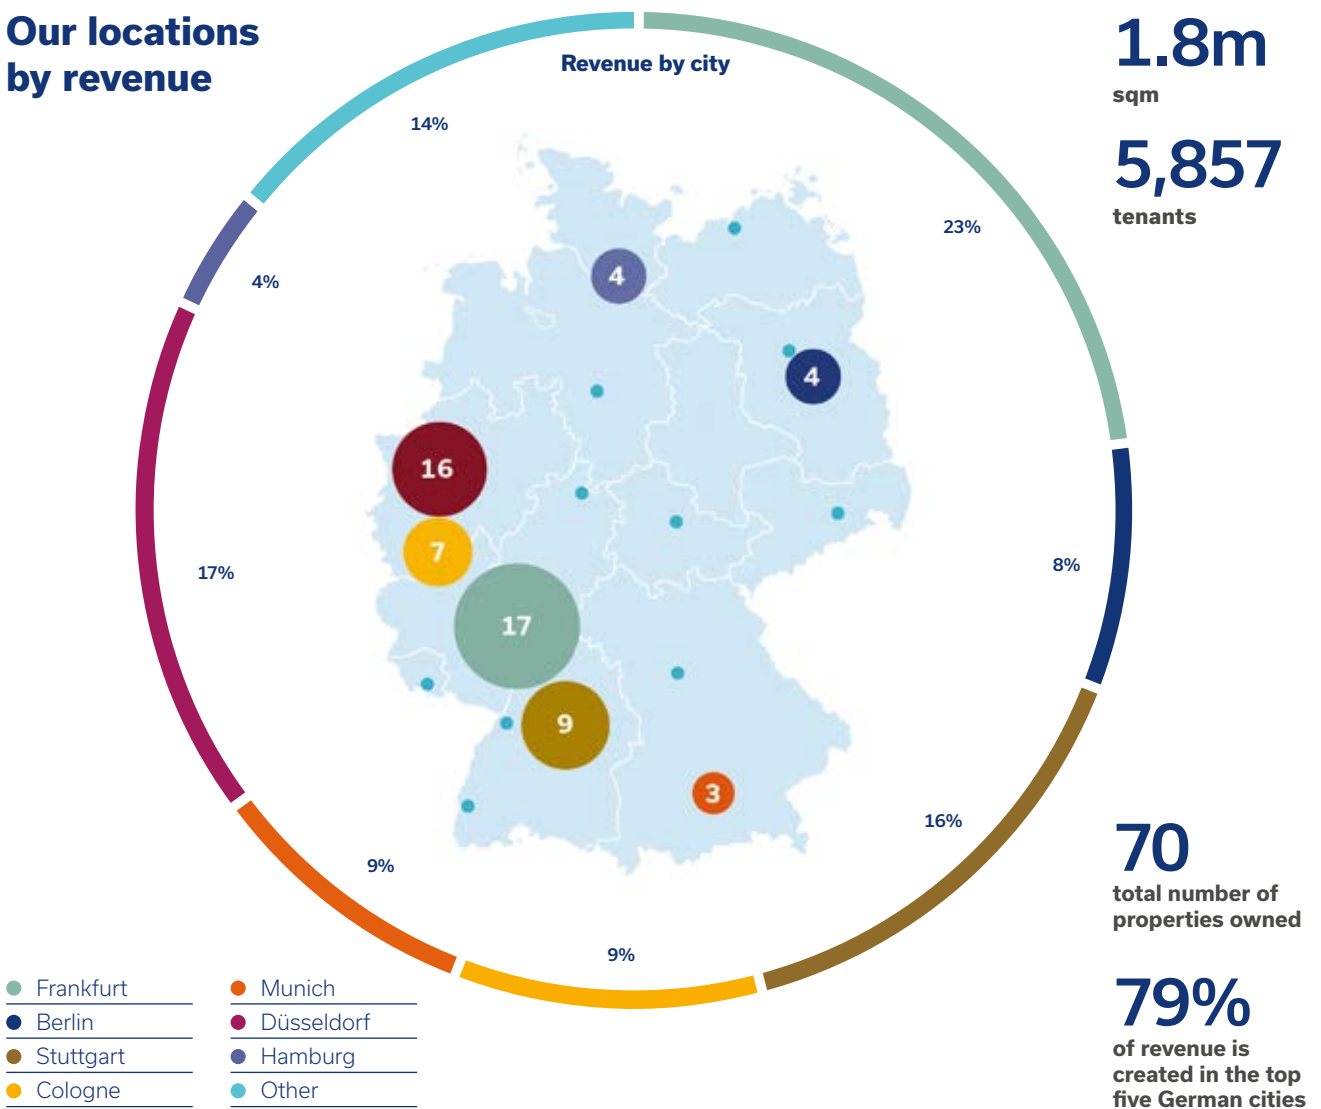 Our locations
by revenue
Revenue by city
1.8m
sqm
5,857
tenants
14%
23%
4%
8%
17%
16%
9%
9%
4
4
16
7
17
9
3
70
total number of
properties owned
79%
of revenue is
created in the top
five German cities
Frankfurt
Berlin
Stuttgart
Cologne
Munich
Düsseldorf
Hamburg
Other